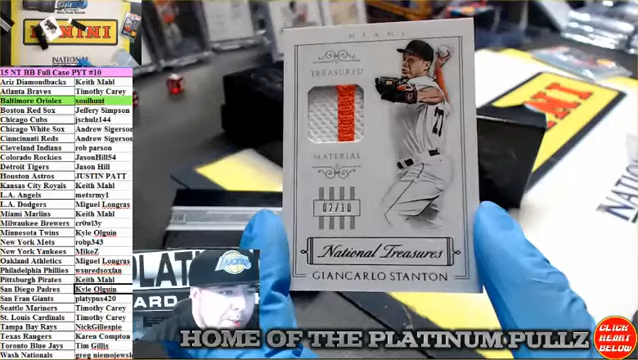 PANINI
NATIONAL
15 NT BB Full Case PYT #10
Ariz Diamondbacks Keith Mahl
Atlanta Braves Timothy Carey
Baltimore Orioles soulhunt
Boston Red Sox Jeffery Simpson
Chicago Cubs jschulz144
Chicago White Sox Andrew Sigerson
Cinncinati Reds Andrew Sigerson
Cleveland Indians rob parson
Colorado Rockies JasonHill54
Detroit Tigers Jason Hill
Houston Astros JUSTIN PATT
Kansas City Royals Keith Mahl
L.A. Angels metsrmy1
L.A. Dodgers Miguel Longras
Miami Marlins Keith Mahl
Milwaukee Brewers cr0wl3y
Minnesota Twins Kyle Olguin
New York Mets robp343
New York Yankees MikeZ
Oakland Athletics Miguel Longras
Philadelphia Phillies wsuredsoxfan
Pittsburgh Pirates Keith Mahl
San Diego Padres Kyle Olguin
San Fran Giants platypus420
Seattle Mariners Timothy Carey
St. Louis Cardinals Timothy Carey
Tampa Bay Rays NickGillespie
Texas Rangers Karen Compton
Toronto Blue Jays Tim Gillis
Wash Nationals greg niemojewsk
MIAMI
TREASURED
MATERIAL
07/10
National Treasures
GIANCARLO STANTON
HOME OF THE PLATINUM PULLZ
CLICK
HEART
BELOW